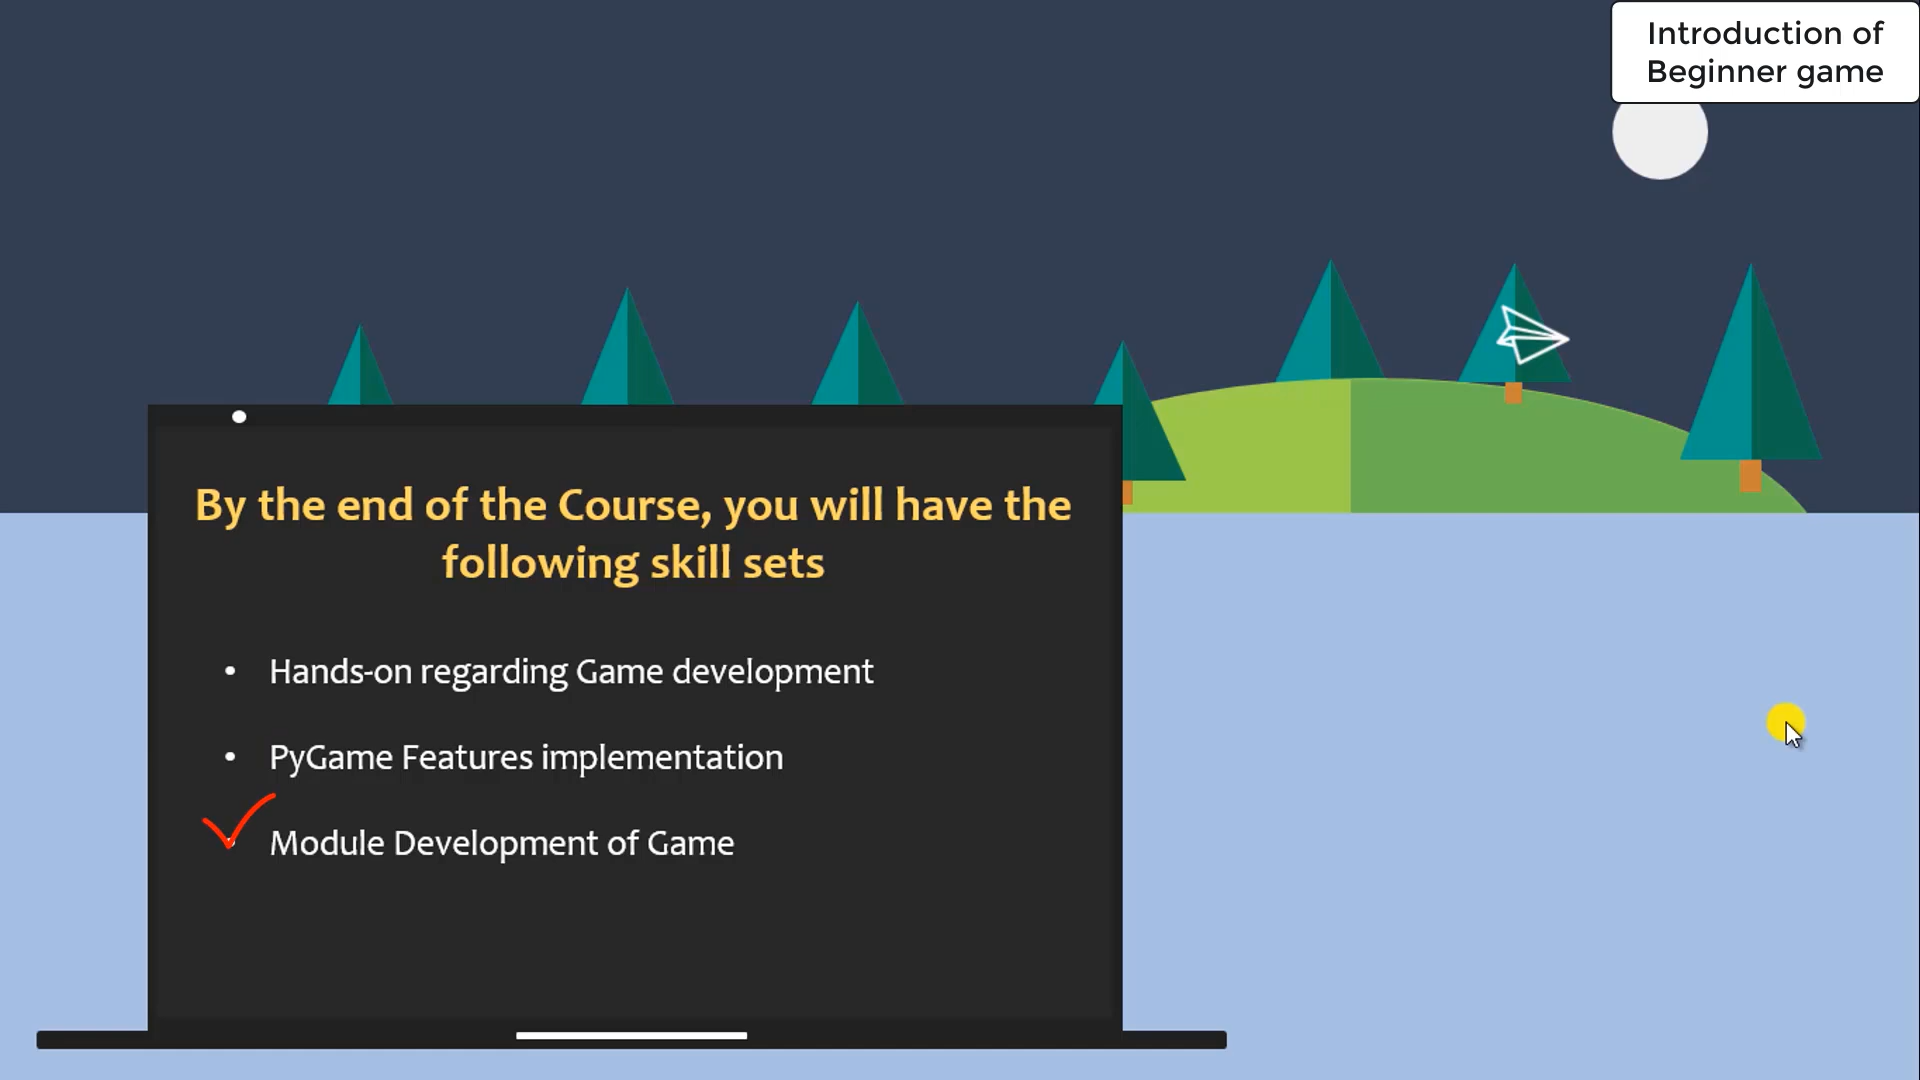 Introduction of
Beginner game
By the end of the Course, you will have the
following skill sets
• Hands-on regarding Game development
• PyGame Features implementation
• Module Development of Game